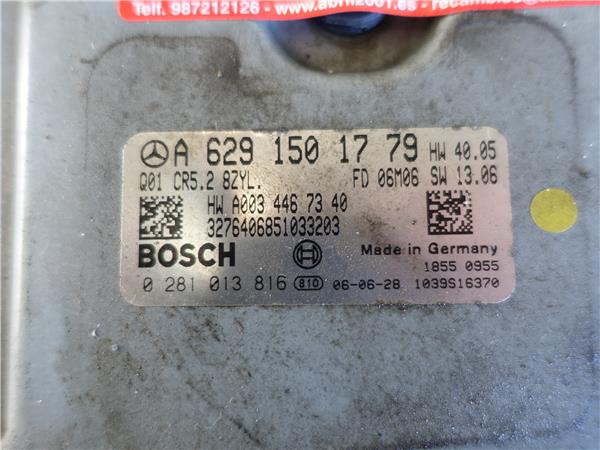 Telf. 987212126 - www.abril2001.es - recambios@
A 629 150 17 79 HW 40.05
Q01 CR5.2 8ZYL. FD 06M06 SW 13.06
HW A003 446 73 40
3276406851033203
BOSCH Made in Germany
1855 0955
0 281 013 816 810 06-06-28 1039S16370